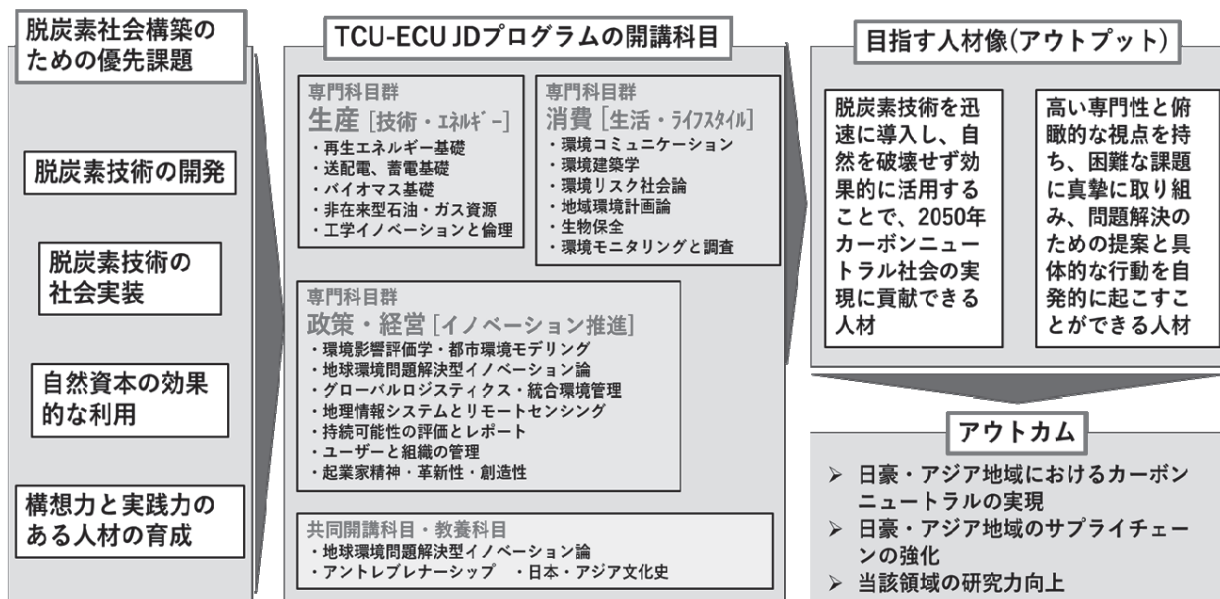 脱炭素社会構築の
ための優先課題
脱炭素技術の開発
脱炭素技術の
社会実装
自然資本の効果
的な利用
構想力と実践力の
ある人材の育成
TCU-ECU JDプログラムの開講科目
専門科目群
生産 [技術・ｴﾈﾙｷﾞｰ]
・再生エネルギー基礎
・送配電、蓄電基礎
・バイオマス基礎
・非在来型石油・ガス資源
・工学イノベーションと倫理
専門科目群
消費 [生活・ﾗｲﾌｽﾀｲﾙ]
・環境コミュニケーション
・環境建築学
・環境リスク社会論
・地域環境計画論
・生物保全
・環境モニタリングと調査
専門科目群
政策・経営 [イノベーション推進]
・環境影響評価学・都市環境モデリング
・地球環境問題解決型イノベーション論
・グローバルロジスティクス・統合環境管理
・地理情報システムとリモートセンシング
・持続可能性の評価とレポート
・ユーザーと組織の管理
・起業家精神・革新性・創造性
共同開講科目・教養科目
・地球環境問題解決型イノベーション論
・アントレプレナーシップ ・日本・アジア文化史
目指す人材像(アウトプット)
脱炭素技術を迅
速に導入し、自
然を破壊せず効
果的に活用する
ことで、2050年
カーボンニュー
トラル社会の実
現に貢献できる
人材
高い専門性と俯
瞰的な視点を持
ち、困難な課題
に真摯に取り組
み、問題解決の
ための提案と具
体的な行動を自
発的に起こすこ
とができる人材
アウトカム
➢ 日豪・アジア地域におけるカーボン
ニュートラルの実現
➢ 日豪・アジア地域のサプライチェー
ンの強化
➢ 当該領域の研究力向上